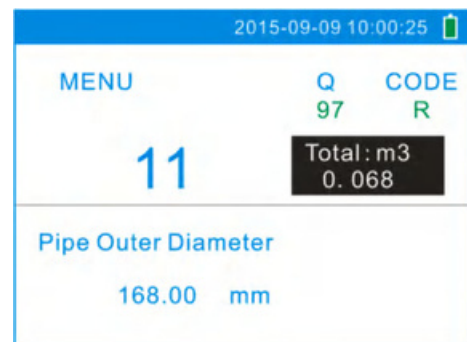 2015-09-09 10:00:25
MENU Q CODE
97 R
11
Total: m3
0.068
Pipe Outer Diameter
168.00 mm